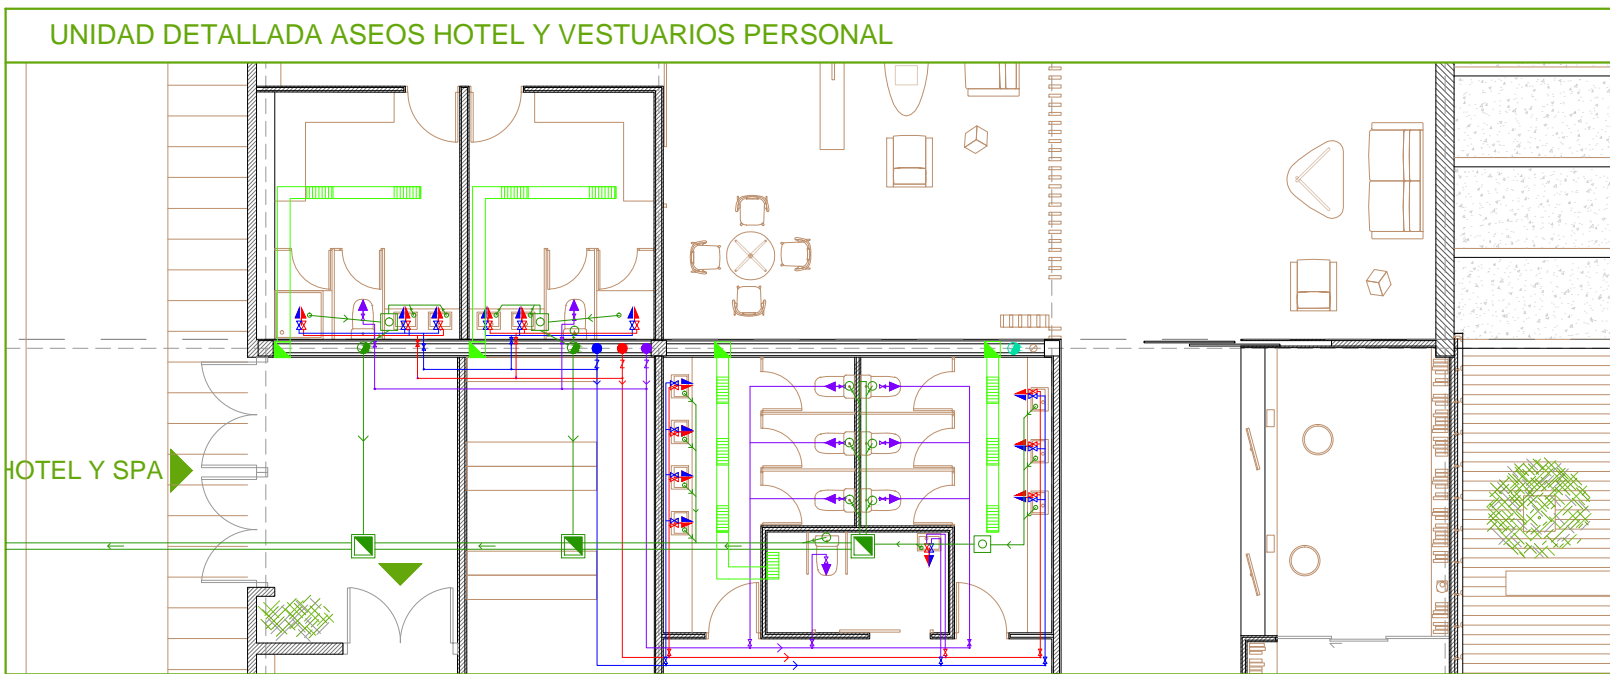 UNIDAD DETALLADA ASEOS HOTEL Y VESTUARIOS PERSONAL
HOTEL Y SPA